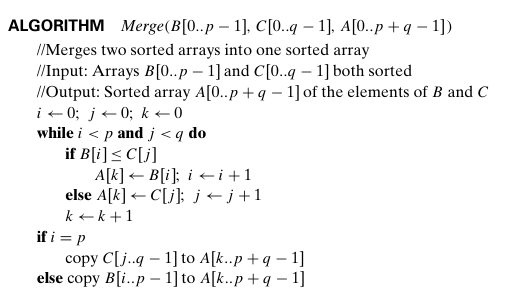 ALGORITHM Merge(B[0..p − 1], C[0..q − 1], A[0..p + q − 1])
//Merges two sorted arrays into one sorted array
//Input: Arrays B[0..p − 1] and C[0..q − 1] both sorted
//Output: Sorted array A[0..p + q − 1] of the elements of B and C
i ← 0; j ← 0; k ← 0
while i < p and j < q do
if B[i] ≤ C[j]
A[k] ← B[i]; i ← i + 1
else A[k] ← C[j]; j ← j + 1
k ← k + 1
if i = p
copy C[j..q − 1] to A[k..p + q − 1]
else copy B[i..p − 1] to A[k..p + q − 1]